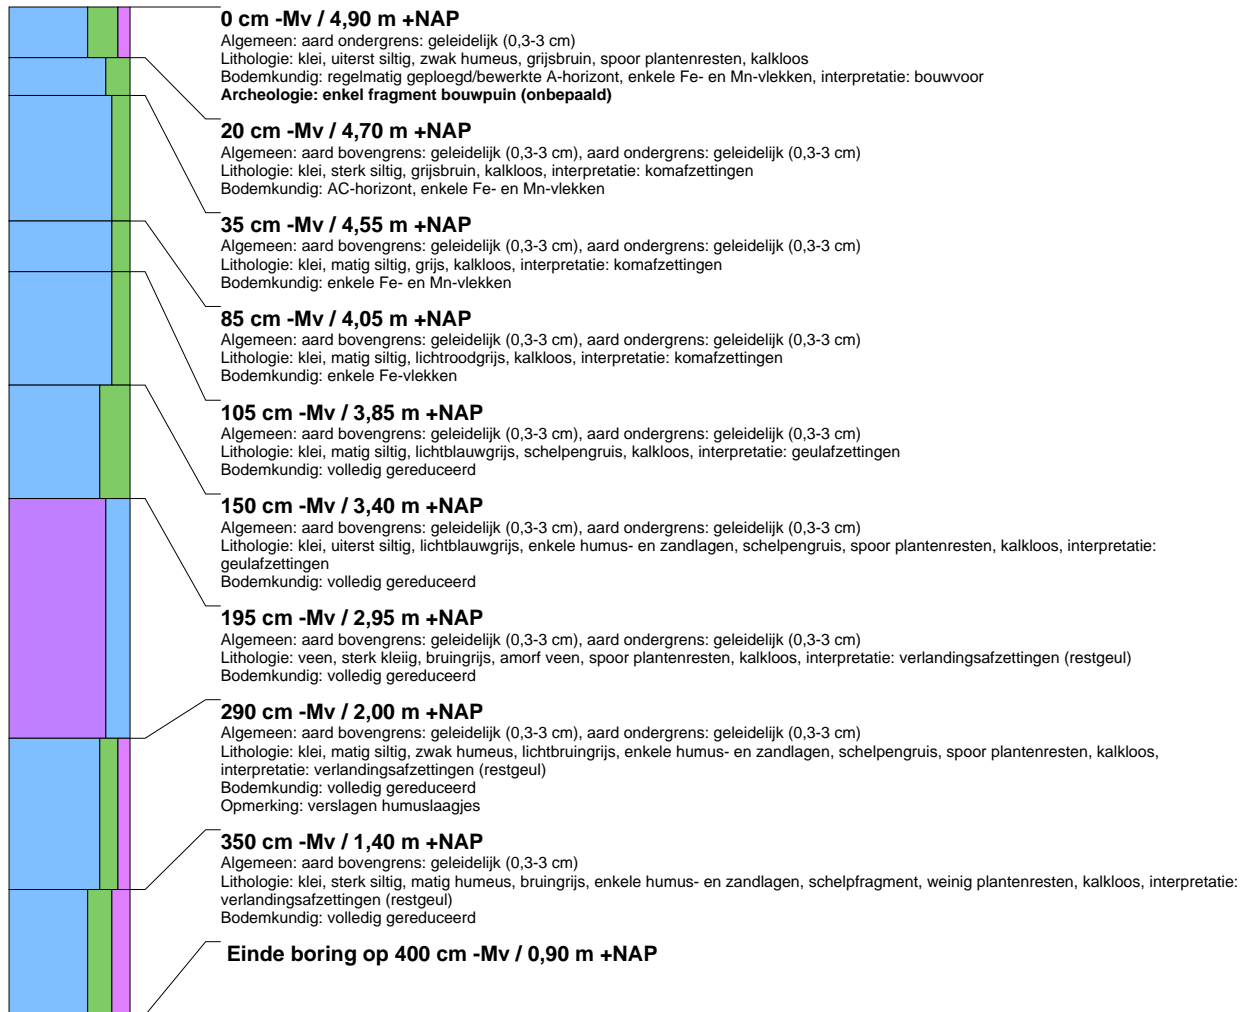 0 cm -Mv / 4,90 m +NAP
Algemeen: aard ondergrens: geleidelijk (0,3-3 cm)
Lithologie: klei, uiterst siltig, zwak humeus, grijsbruin, spoor plantenresten, kalkloos
Bodemkundig: regelmatig geploegd/bewerkte A-horizont, enkele Fe- en Mn-vlekken, interpretatie: bouwvoor
Archeologie: enkel fragment bouwpuin (onbepaald)
20 cm -Mv / 4,70 m +NAP
Algemeen: aard bovengrens: geleidelijk (0,3-3 cm), aard ondergrens: geleidelijk (0,3-3 cm)
Lithologie: klei, sterk siltig, grijsbruin, kalkloos, interpretatie: komafzettingen
Bodemkundig: AC-horizont, enkele Fe- en Mn-vlekken
35 cm -Mv / 4,55 m +NAP
Algemeen: aard bovengrens: geleidelijk (0,3-3 cm), aard ondergrens: geleidelijk (0,3-3 cm)
Lithologie: klei, matig siltig, grijs, kalkloos, interpretatie: komafzettingen
Bodemkundig: enkele Fe- en Mn-vlekken
85 cm -Mv / 4,05 m +NAP
Algemeen: aard bovengrens: geleidelijk (0,3-3 cm), aard ondergrens: geleidelijk (0,3-3 cm)
Lithologie: klei, matig siltig, lichtroodgrijs, kalkloos, interpretatie: komafzettingen
Bodemkundig: enkele Fe-vlekken
105 cm -Mv / 3,85 m +NAP
Algemeen: aard bovengrens: geleidelijk (0,3-3 cm), aard ondergrens: geleidelijk (0,3-3 cm)
Lithologie: klei, matig siltig, lichtblauwgrijs, schelpengruis, kalkloos, interpretatie: geulafzettingen
Bodemkundig: volledig gereduceerd
150 cm -Mv / 3,40 m +NAP
Algemeen: aard bovengrens: geleidelijk (0,3-3 cm), aard ondergrens: geleidelijk (0,3-3 cm)
Lithologie: klei, uiterst siltig, lichtblauwgrijs, enkele humus- en zandlagen, schelpengruis, spoor plantenresten, kalkloos, interpretatie:
geulafzettingen
Bodemkundig: volledig gereduceerd
195 cm -Mv / 2,95 m +NAP
Algemeen: aard bovengrens: geleidelijk (0,3-3 cm), aard ondergrens: geleidelijk (0,3-3 cm)
Lithologie: veen, sterk kleiig, bruingrijs, amorf veen, spoor plantenresten, kalkloos, interpretatie: verlandingsafzettingen (restgeul)
Bodemkundig: volledig gereduceerd
290 cm -Mv / 2,00 m +NAP
Algemeen: aard bovengrens: geleidelijk (0,3-3 cm), aard ondergrens: geleidelijk (0,3-3 cm)
Lithologie: klei, matig siltig, zwak humeus, lichtbruingrijs, enkele humus- en zandlagen, schelpengruis, spoor plantenresten, kalkloos,
interpretatie: verlandingsafzettingen (restgeul)
Bodemkundig: volledig gereduceerd
Opmerking: verslagen humuslaagjes
350 cm -Mv / 1,40 m +NAP
Algemeen: aard bovengrens: geleidelijk (0,3-3 cm)
Lithologie: klei, sterk siltig, matig humeus, bruingrijs, enkele humus- en zandlagen, schelpfragment, weinig plantenresten, kalkloos, interpretatie:
verlandingsafzettingen (restgeul)
Bodemkundig: volledig gereduceerd
Einde boring op 400 cm -Mv / 0,90 m +NAP